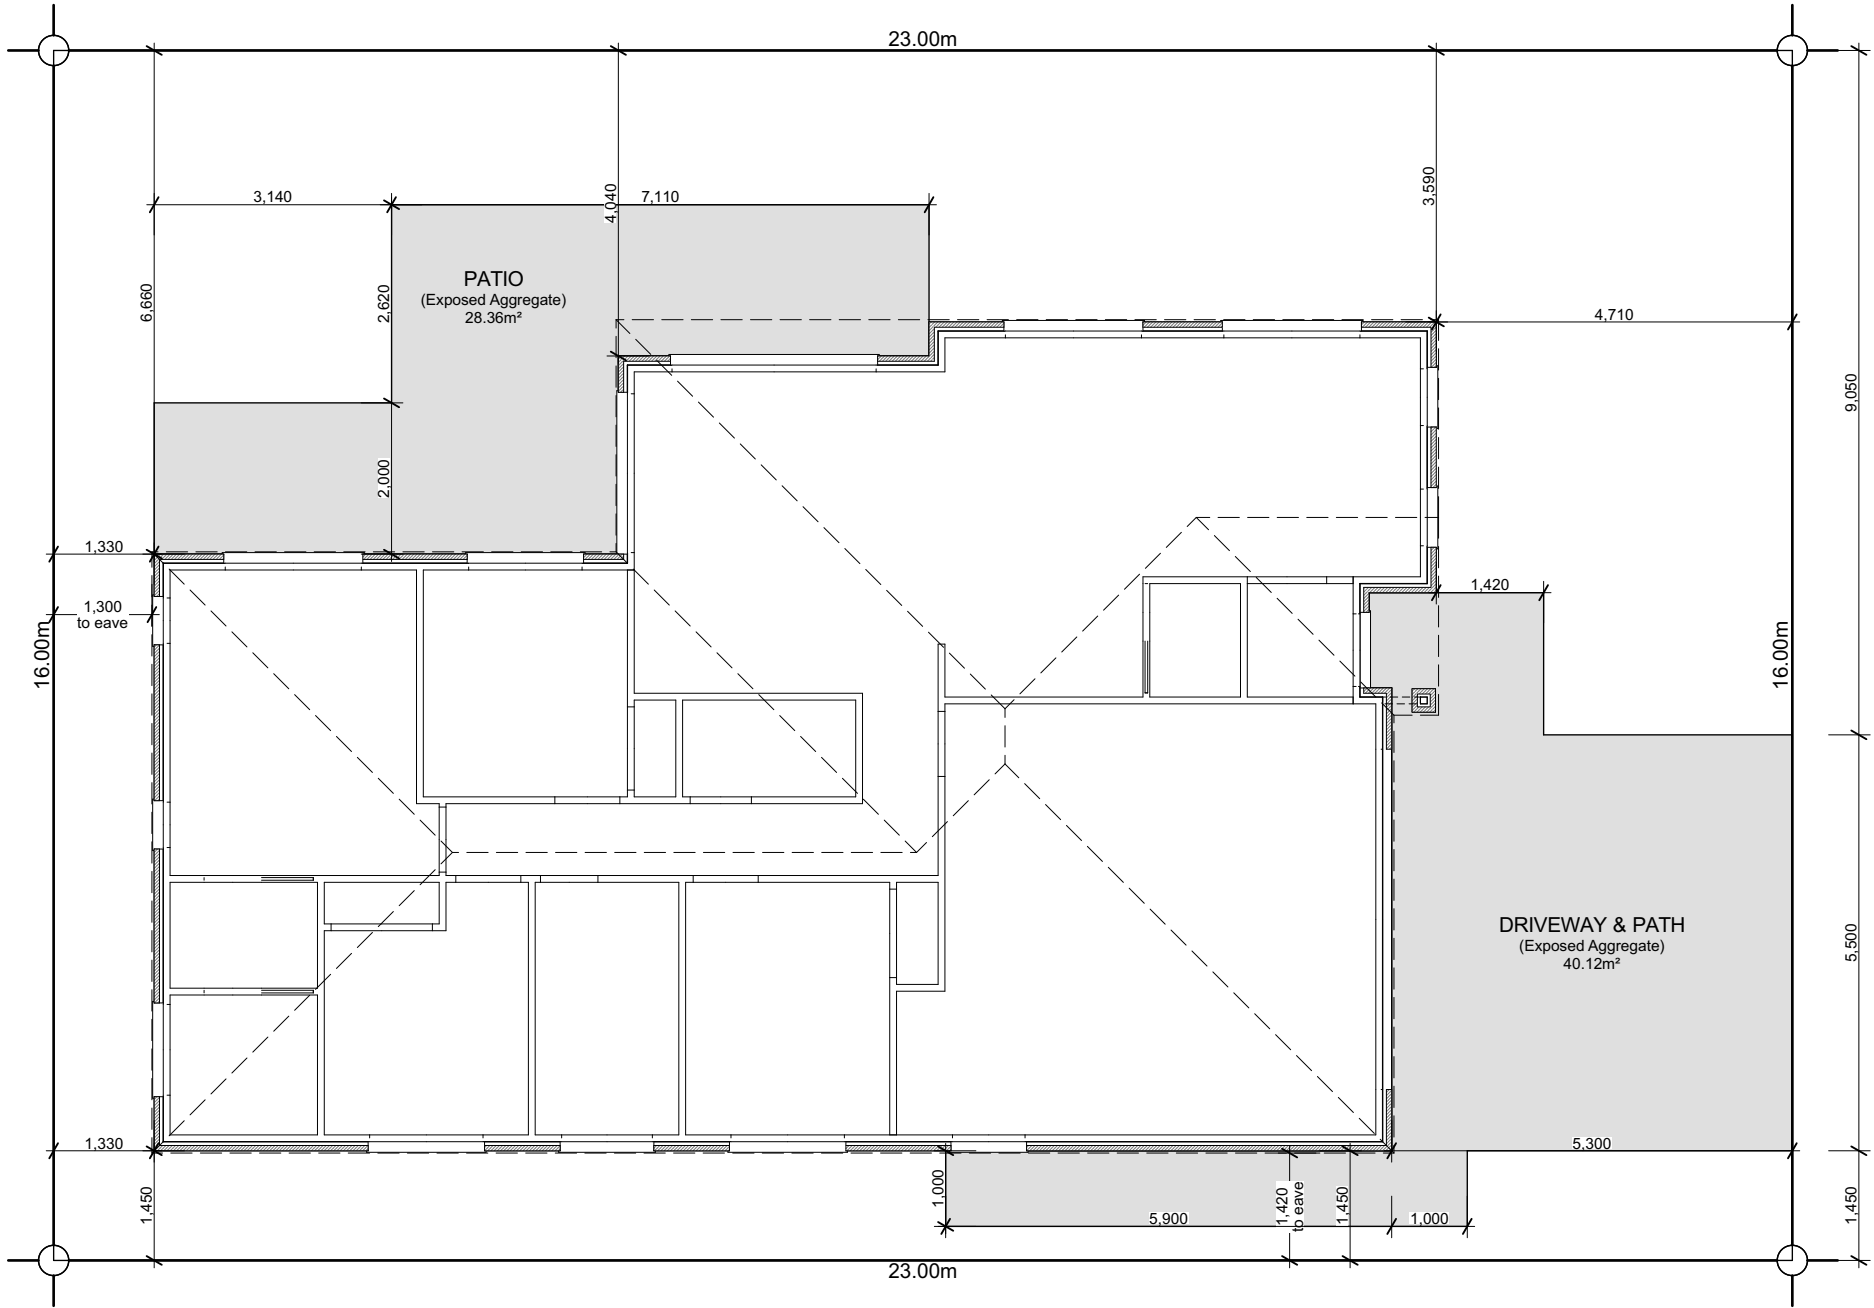 23.00m
3,140
4,040
7,110
3,590
PATIO
(Exposed Aggregate)
28.36m²
6,660
2,620
4,710
9,050
2,000
1,330
1,420
1,300
to eave
16.00m
16.00m
DRIVEWAY & PATH
(Exposed Aggregate)
40.12m²
5,500
1,330
5,300
1,450
1,000
5,900
1,420
to eave
1,450
1,000
1,450
23.00m